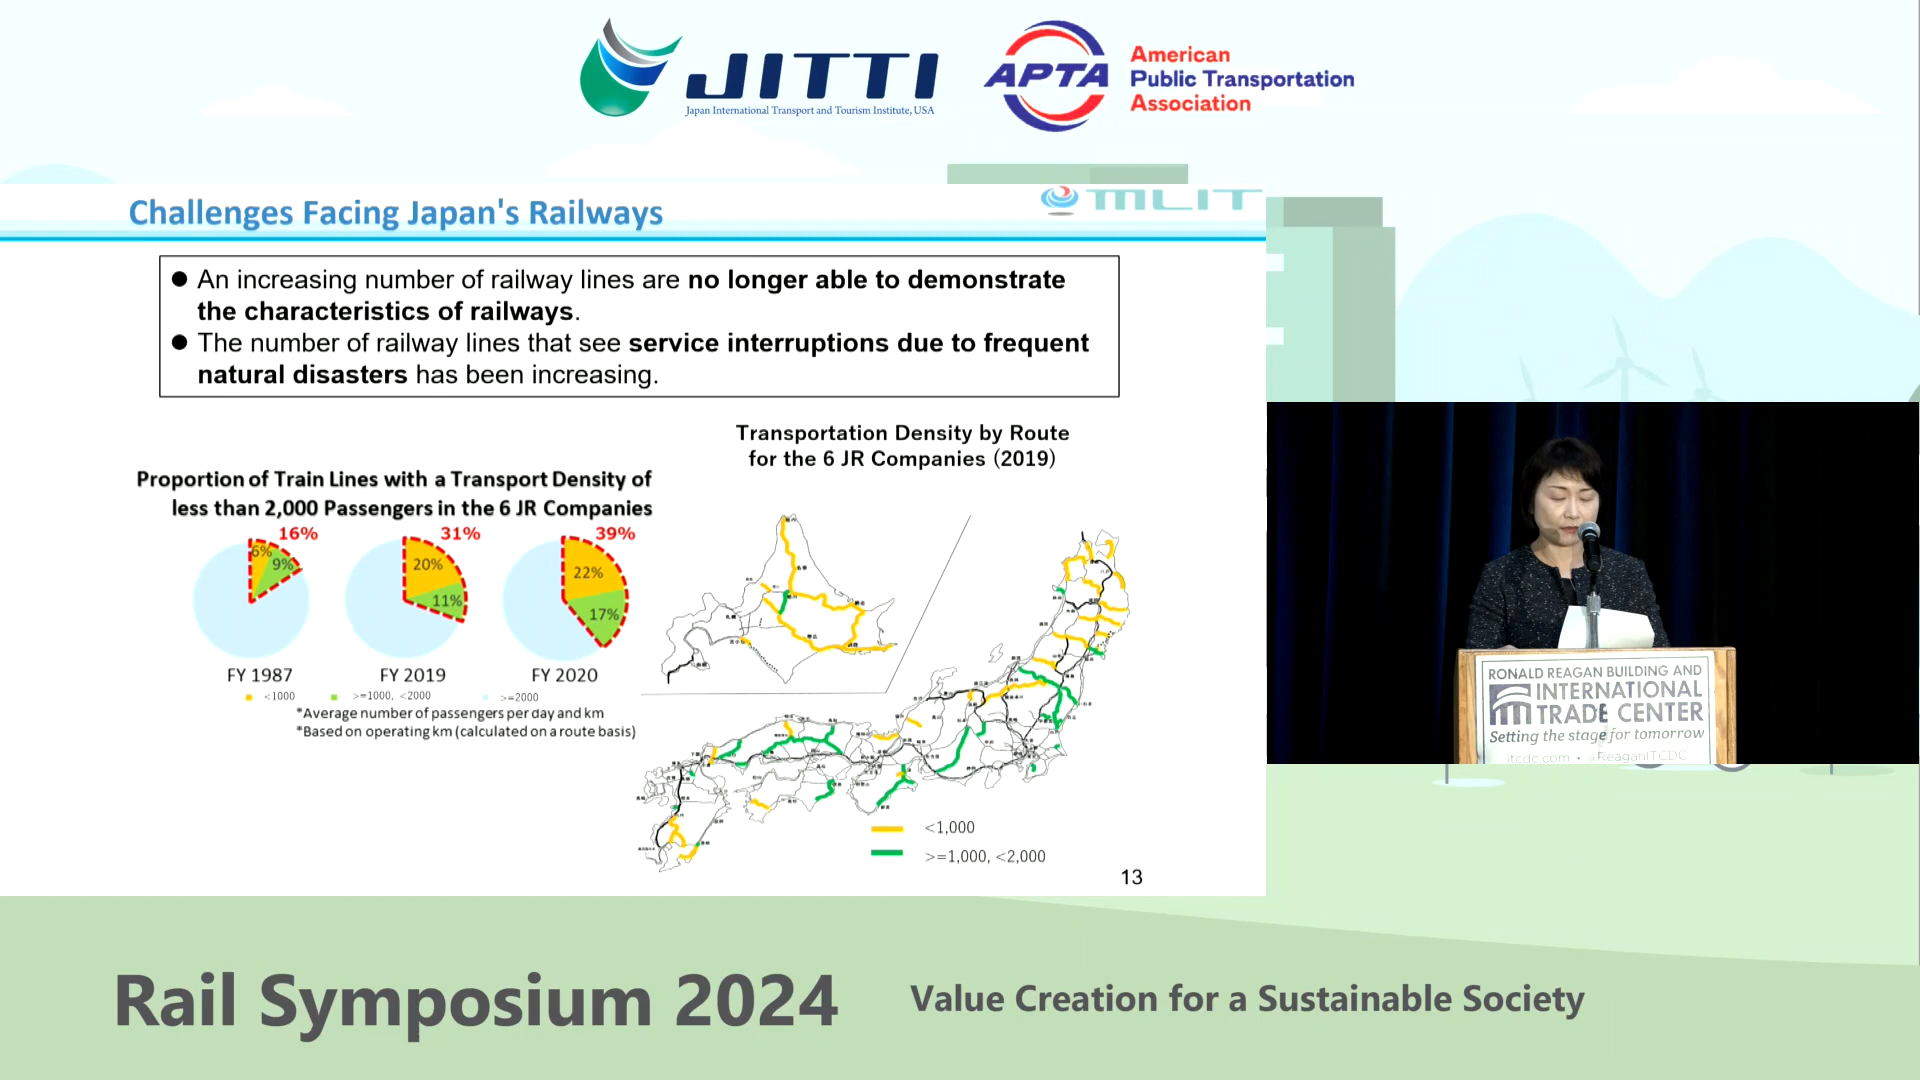 JITTI
Japan International Transport and Tourism Institute, USA
APTA
American
Public Transportation
Association
Challenges Facing Japan's Railways
MLIT
● An increasing number of railway lines are no longer able to demonstrate
the characteristics of railways.
● The number of railway lines that see service interruptions due to frequent
natural disasters has been increasing.
Proportion of Train Lines with a Transport Density of
less than 2,000 Passengers in the 6 JR Companies
16%
6%
9%
FY 1987
31%
20%
11%
FY 2019
39%
22%
17%
FY 2020
<1000
>=1000, <2000
>=2000
*Average number of passengers per day and km
*Based on operating km (calculated on a route basis)
Transportation Density by Route
for the 6 JR Companies (2019)
<1,000
>=1,000, <2,000
13
RONALD REAGAN BUILDING AND
INTERNATIONAL
TRADE CENTER
Setting the stage for tomorrow
itcdc.com • @ReaganITCDC
Rail Symposium 2024
Value Creation for a Sustainable Society